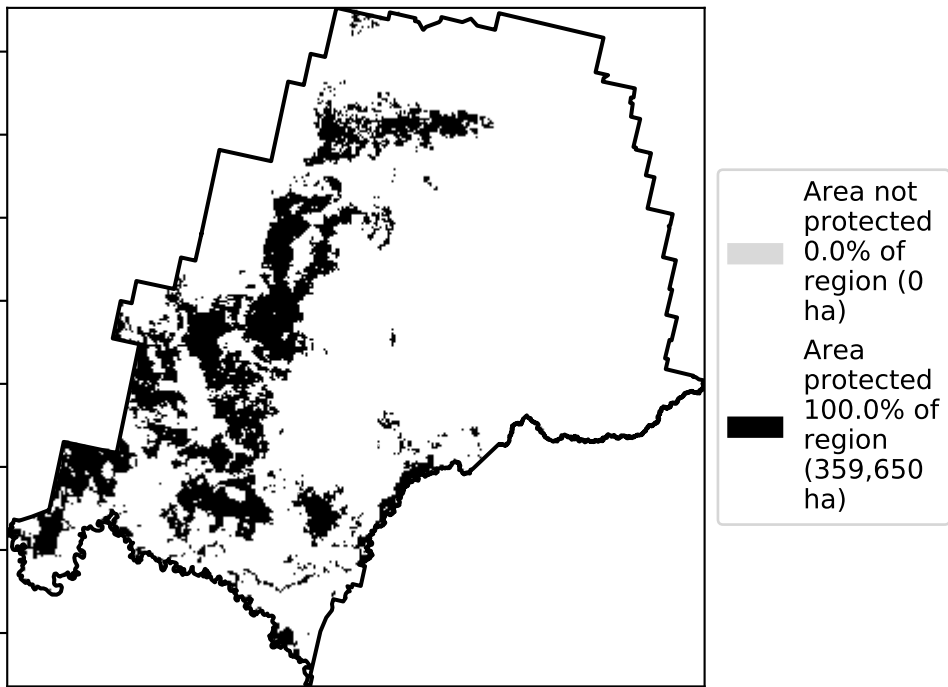 Area not
protected
0.0% of
region (0
ha)
Area
protected
100.0% of
region
(359,650
ha)